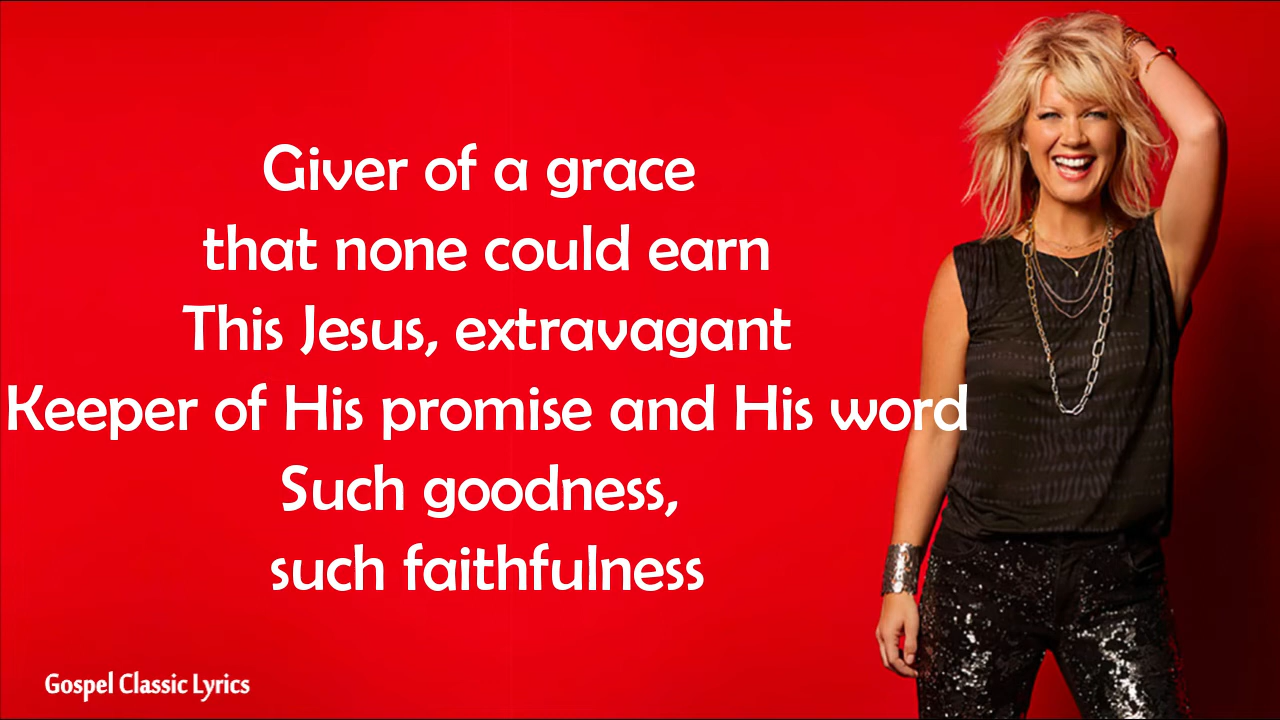 Giver of a grace
that none could earn
This Jesus, extravagant
Keeper of His promise and His word
Such goodness,
such faithfulness
Gospel Classic Lyrics